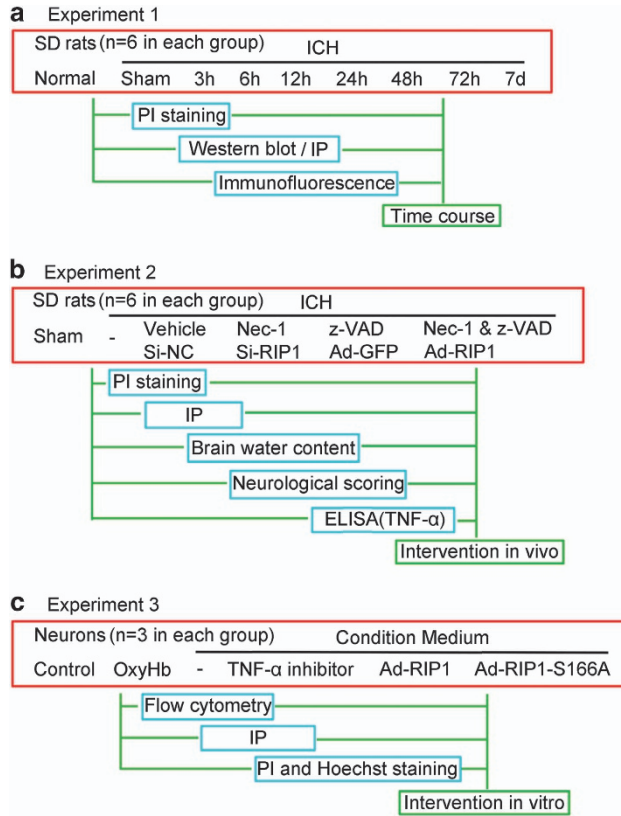 a Experiment 1
SD rats (n=6 in each group) ICH
Normal Sham 3h 6h 12h 24h 48h 72h 7d
PI staining
Western blot / IP
Immunofluorescence
Time course
b Experiment 2
SD rats (n=6 in each group) ICH
Sham - Vehicle Nec-1 z-VAD Nec-1 & z-VAD
Si-NC Si-RIP1 Ad-GFP Ad-RIP1
PI staining
IP
Brain water content
Neurological scoring
ELISA(TNF-α)
Intervention in vivo
c Experiment 3
Neurons (n=3 in each group) Condition Medium
Control OxyHb - TNF-α inhibitor Ad-RIP1 Ad-RIP1-S166A
Flow cytometry
IP
PI and Hoechst staining
Intervention in vitro